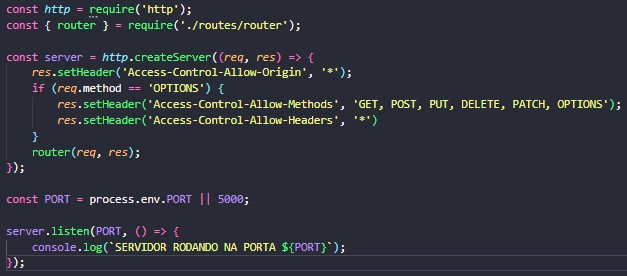 const http = require('http');
const { router } = require('./routes/router');
const server = http.createServer((req, res) => {
res.setHeader('Access-Control-Allow-Origin', '*');
if (req.method == 'OPTIONS') {
res.setHeader('Access-Control-Allow-Methods', 'GET, POST, PUT, DELETE, PATCH, OPTIONS');
res.setHeader('Access-Control-Allow-Headers', '*')
}
router(req, res);
});
const PORT = process.env.PORT || 5000;
server.listen(PORT, () => {
console.log(`SERVIDOR RODANDO NA PORTA ${PORT}`);
});